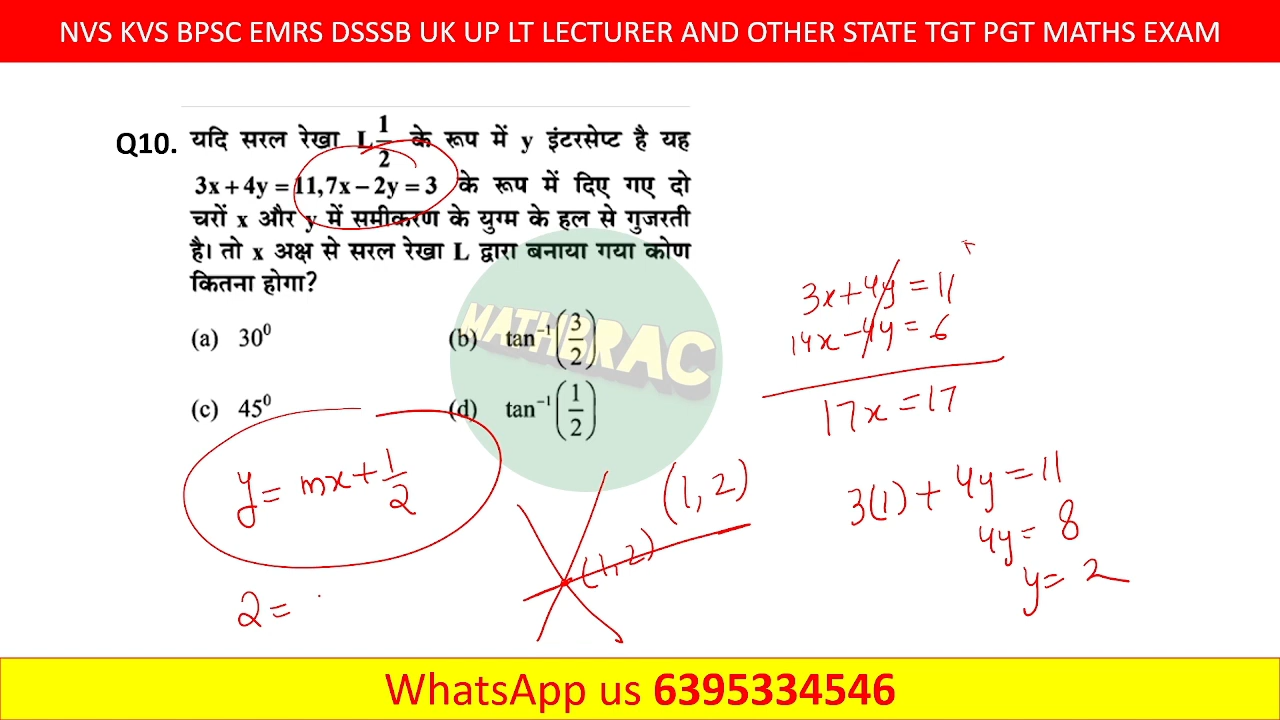 NVS KVS BPSC EMRS DSSSB UK UP LT LECTURER AND OTHER STATE TGT PGT MATHS EXAM
Q10. यदि सरल रेखा L 1/2 के रूप में y इंटरसेप्ट है यह
3x + 4y = 11, 7x − 2y = 3 के रूप में दिए गए दो
चरों x और y में समीकरण के युग्म के हल से गुजरती
है। तो x अक्ष से सरल रेखा L द्वारा बनाया गया कोण
कितना होगा?
(a) 30⁰ (b) tan⁻¹(3/2)
(c) 45⁰ (d) tan⁻¹(1/2)
MATHBRAC
3x+4y = 11
14x−4y = 6
17x = 17
3(1) + 4y = 11
4y = 8
y = 2
y = mx + 1/2
(1, 2)
(1, 2)
2 =
WhatsApp us 6395334546